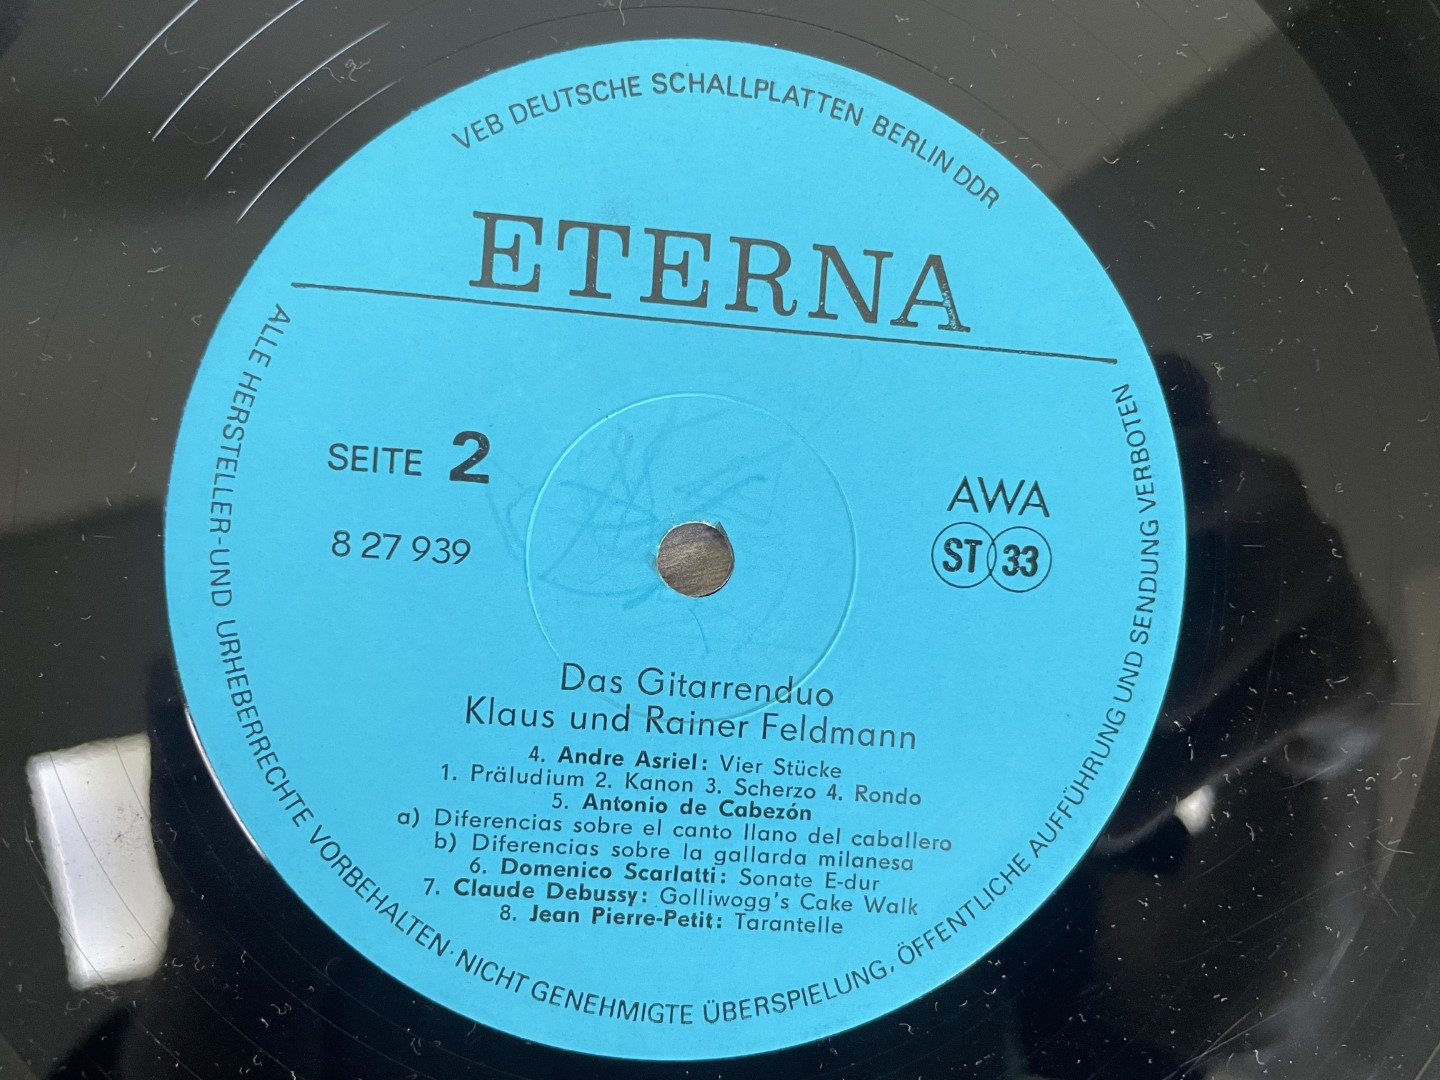 VEB DEUTSCHE SCHALLPLATTEN BERLIN DDR
ETERNA
SEITE 2
8 27 939
AWA
ST 33
Das Gitarrenduo
Klaus und Rainer Feldmann
4. Andre Asriel: Vier Stücke
1. Präludium 2. Kanon 3. Scherzo 4. Rondo
5. Antonio de Cabezón
a) Diferencias sobre el canto llano del caballero
b) Diferencias sobre la gallarda milanesa
6. Domenico Scarlatti: Sonate E-dur
7. Claude Debussy: Golliwogg's Cake Walk
8. Jean Pierre-Petit: Tarantelle
ALLE HERSTELLER-UND URHEBERRECHTE VORBEHALTEN · NICHT GENEHMIGTE ÜBERSPIELUNG, ÖFFENTLICHE AUFFÜHRUNG UND SENDUNG VERBOTEN